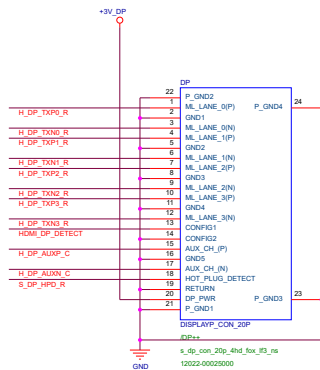 +3V_DP
DP
22 P_GND2
1 ML_LANE_0(P) P_GND4 24
H_DP_TXP0_R 2 GND1
3 ML_LANE_0(N)
H_DP_TXN0_R 4 ML_LANE_1(P)
H_DP_TXP1_R 5 GND2
6 ML_LANE_1(N)
H_DP_TXN1_R 7 ML_LANE_2(P)
H_DP_TXP2_R 8 GND3
9 ML_LANE_2(N)
H_DP_TXN2_R 10 ML_LANE_3(P)
H_DP_TXP3_R 11 GND4
12 ML_LANE_3(N)
H_DP_TXN3_R 13 CONFIG1
HDMI_DP_DETECT 14 CONFIG2
15 AUX_CH_(P)
H_DP_AUXP_C 16 GND5
17 AUX_CH_(N)
H_DP_AUXN_C 18 HOT_PLUG_DETECT
S_DP_HPD_R 19 RETURN
20 DP_PWR P_GND3 23
21 P_GND1
DISPLAYP_CON_20P
/DP++
s_dp_con_20p_4hd_fox_lf3_ns
GND 12022-00025000